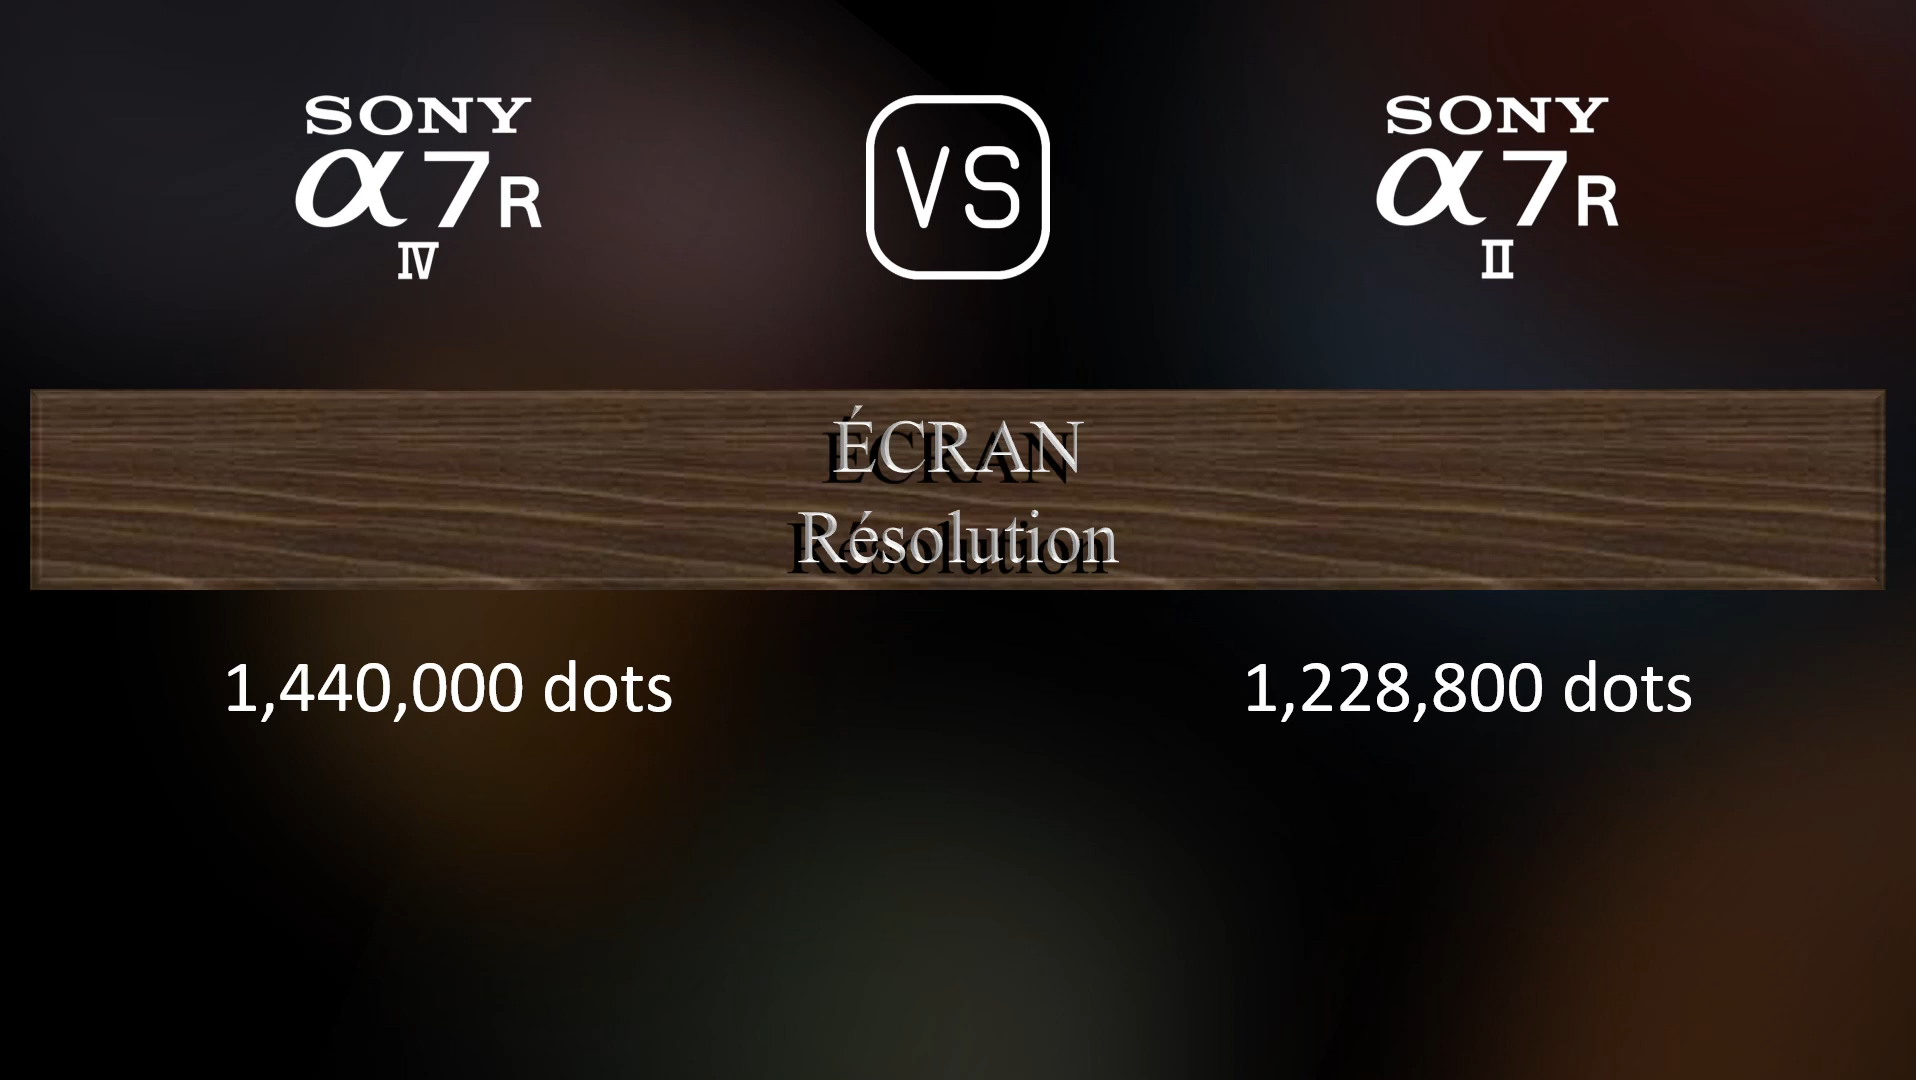 SONY
α7R
IV
VS
SONY
α7R
II
ÉCRAN
Résolution
1,440,000 dots
1,228,800 dots